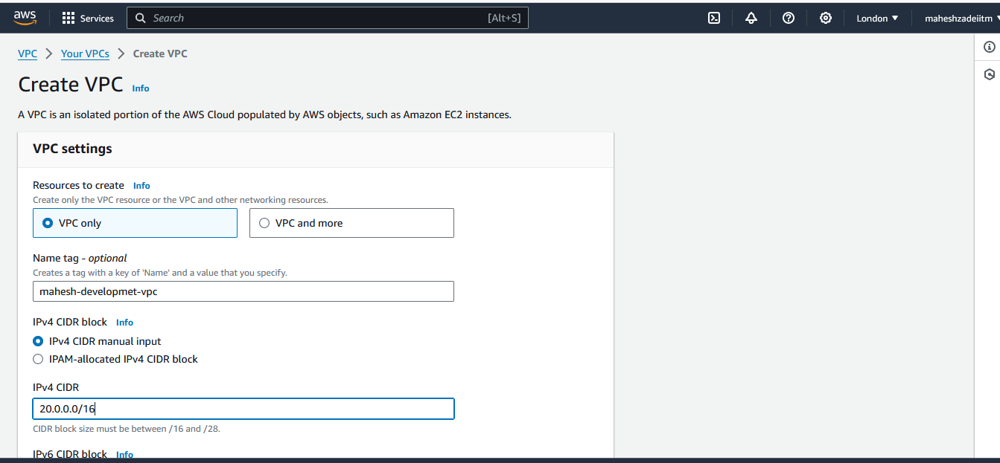 aws Services Search [Alt+S] London maheshzadeiitm
VPC Your VPCs Create VPC
Create VPC Info
A VPC is an isolated portion of the AWS Cloud populated by AWS objects, such as Amazon EC2 instances.
VPC settings
Resources to create Info
Create only the VPC resource or the VPC and other networking resources.
VPC only VPC and more
Name tag - optional
Creates a tag with a key of 'Name' and a value that you specify.
mahesh-developmet-vpc
IPv4 CIDR block Info
IPv4 CIDR manual input
IPAM-allocated IPv4 CIDR block
IPv4 CIDR
20.0.0.0/16
CIDR block size must be between /16 and /28.
IPv6 CIDR block Info